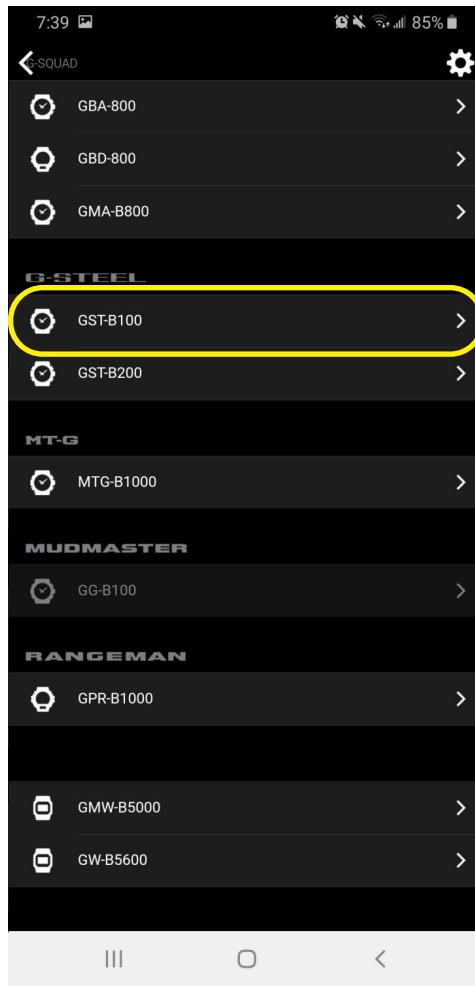 7:39 85%
G-SQUAD
GBA-800
GBD-800
GMA-B800
G-STEEL
GST-B100
GST-B200
MT-G
MTG-B1000
MUDMASTER
GG-B100
RANGEMAN
GPR-B1000
GMW-B5000
GW-B5600